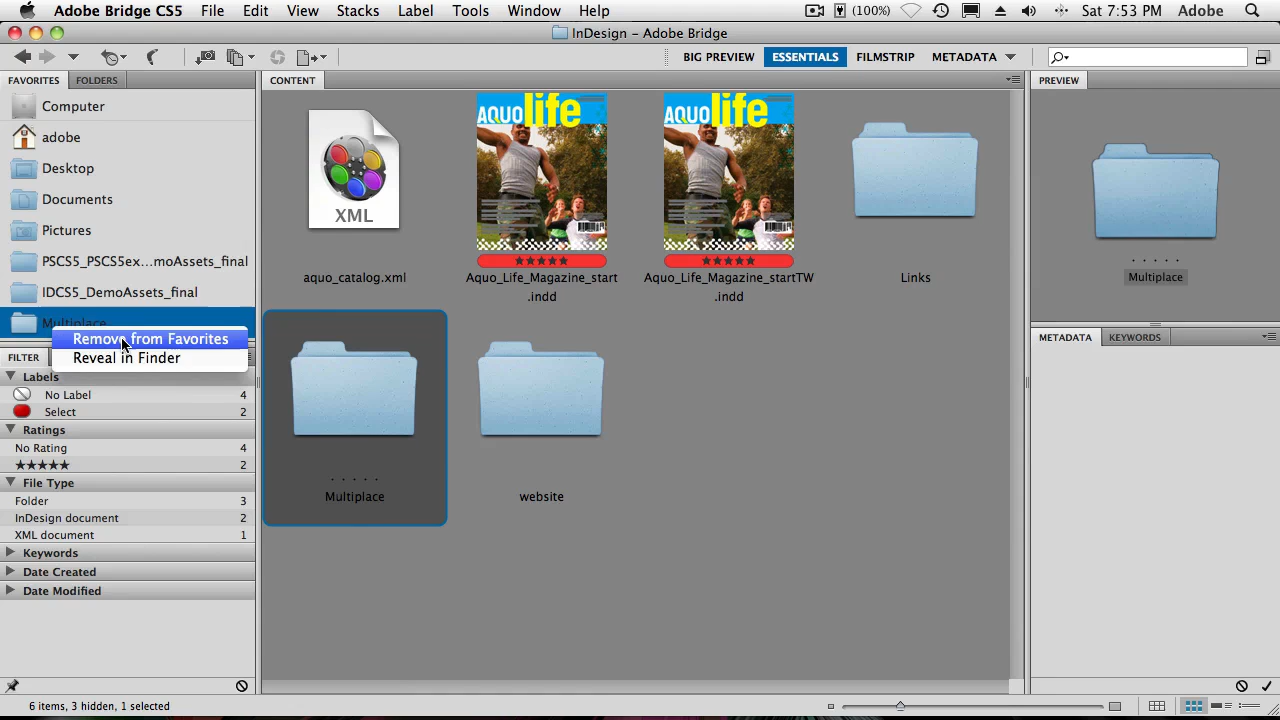 Adobe Bridge CS5 File Edit View Stacks Label Tools Window Help (100%) Sat 7:53 PM Adobe
InDesign – Adobe Bridge
BIG PREVIEW ESSENTIALS FILMSTRIP METADATA
FAVORITES FOLDERS
Computer
adobe
Desktop
Documents
Pictures
PSCS5_PSCS5ex...moAssets_final
IDCS5_DemoAssets_final
Multiplace
Remove from Favorites
Reveal in Finder
FILTER
Labels
No Label 4
Select 2
Ratings
No Rating 4
★★★★★ 2
File Type
Folder 3
InDesign document 2
XML document 1
Keywords
Date Created
Date Modified
CONTENT
XML
aquo_catalog.xml
AQUO life
★★★★★
Aquo_Life_Magazine_start
.indd
AQUO life
★★★★★
Aquo_Life_Magazine_startTW
.indd
Links
Multiplace
website
PREVIEW
Multiplace
METADATA KEYWORDS
6 items, 3 hidden, 1 selected